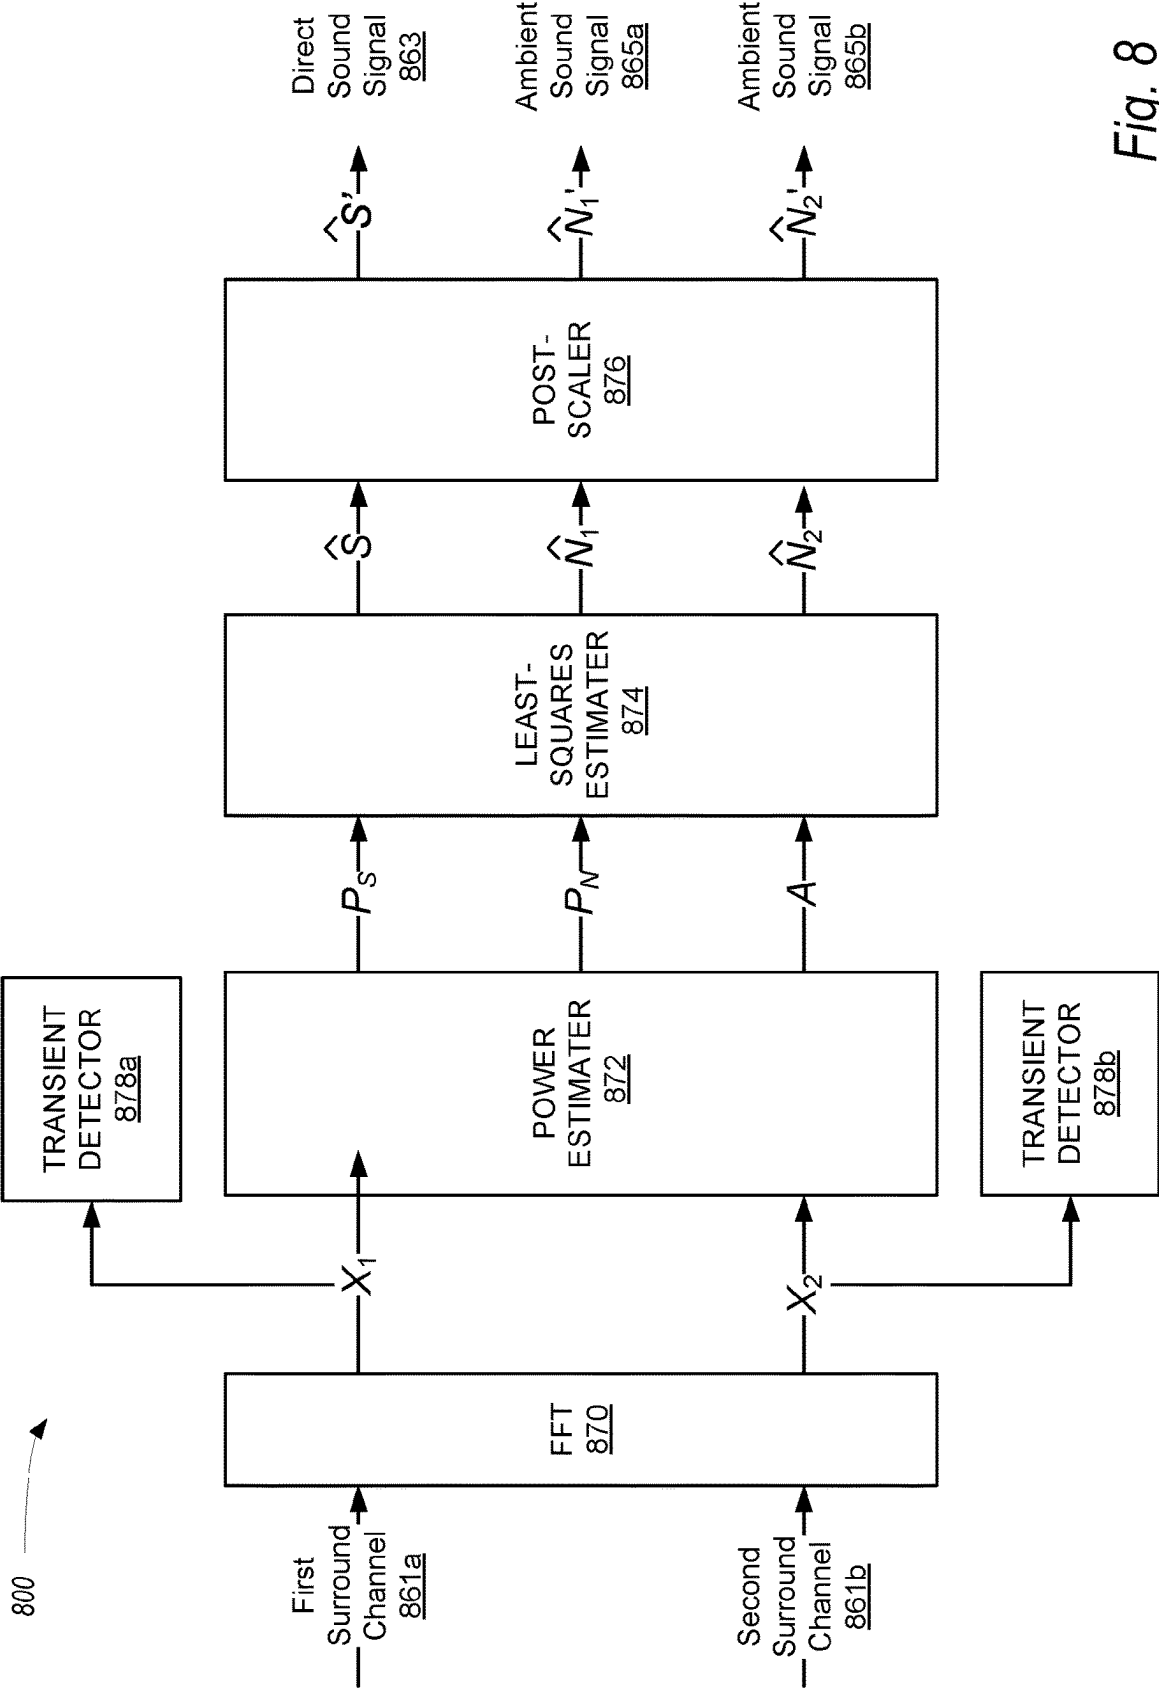 800
First
Surround
Channel
861a
Second
Surround
Channel
861b
FFT
870
X₁
X₂
TRANSIENT
DETECTOR
878a
POWER
ESTIMATER
872
TRANSIENT
DETECTOR
878b
P_S
P_N
A
LEAST-
SQUARES
ESTIMATER
874
Ŝ
N̂₁
N̂₂
POST-
SCALER
876
Ŝ'
N̂₁'
N̂₂'
Direct
Sound
Signal
863
Ambient
Sound
Signal
865a
Ambient
Sound
Signal
865b
Fig. 8